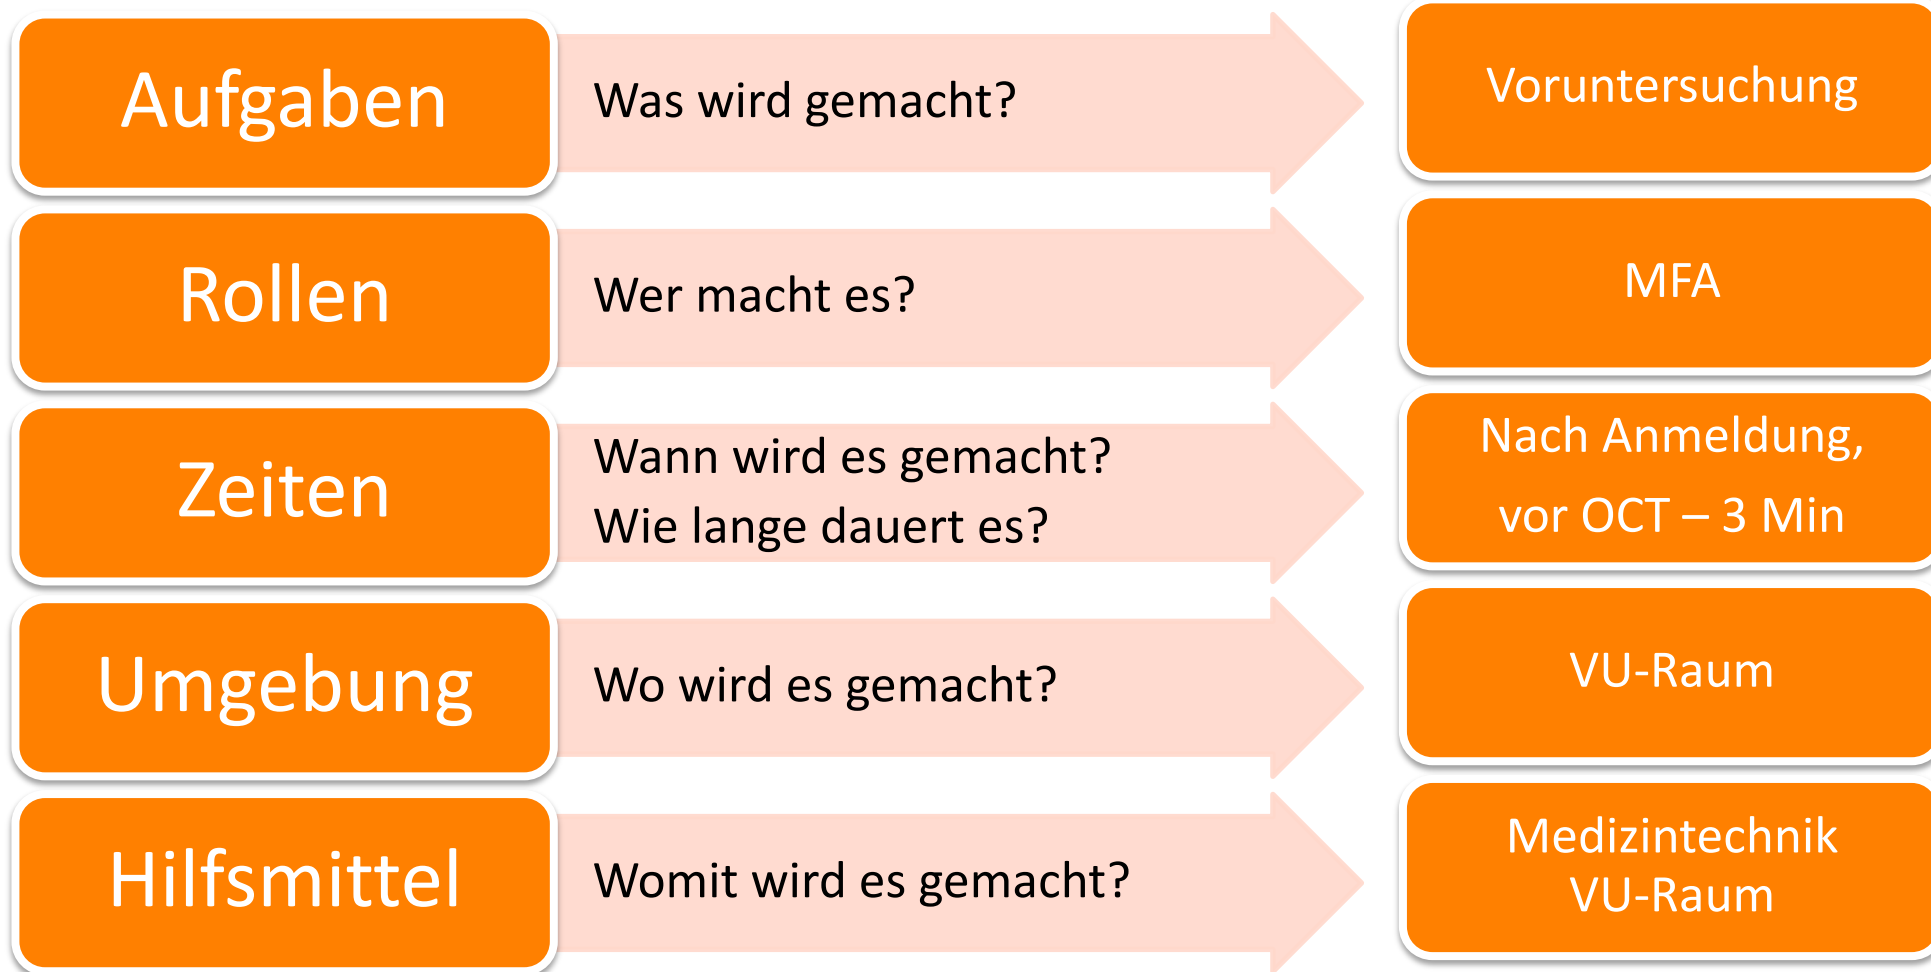 Aufgaben
Was wird gemacht?
Voruntersuchung
Rollen
Wer macht es?
MFA
Zeiten
Wann wird es gemacht?
Wie lange dauert es?
Nach Anmeldung,
vor OCT – 3 Min
Umgebung
Wo wird es gemacht?
VU-Raum
Hilfsmittel
Womit wird es gemacht?
Medizintechnik
VU-Raum